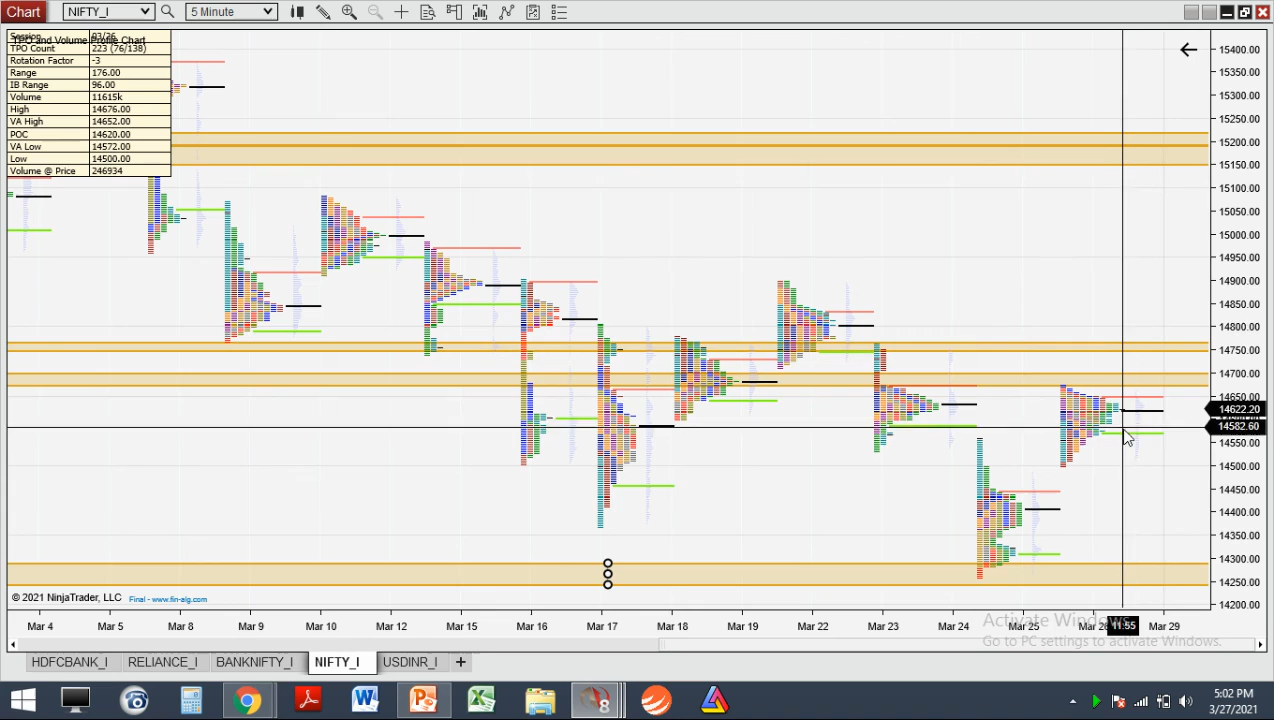 Chart NIFTY_I 5 Minute
Session 03/26
TPO and Volume Profile Chart
TPO Count 223 (76/138)
Rotation Factor -3
Range 176.00
IB Range 96.00
Volume 11615k
High 14676.00
VA High 14652.00
POC 14620.00
VA Low 14572.00
Low 14500.00
Volume @ Price 246934
15400.00
15350.00
15300.00
15250.00
15200.00
15150.00
15100.00
15050.00
15000.00
14950.00
14900.00
14850.00
14800.00
14750.00
14700.00
14650.00
14622.20
14582.60
14550.00
14500.00
14450.00
14400.00
14350.00
14300.00
14250.00
14200.00
© 2021 NinjaTrader, LLC Final - www.fin-alg.com
Mar 4 Mar 5 Mar 8 Mar 9 Mar 10 Mar 12 Mar 15 Mar 16 Mar 17 Mar 18 Mar 19 Mar 22 Mar 23 Mar 24 Mar 25 11:55 Mar 29
Activate Windows
Go to PC settings to activate Windows.
HDFCBANK_I RELIANCE_I BANKNIFTY_I NIFTY_I USDINR_I +
5:02 PM
3/27/2021